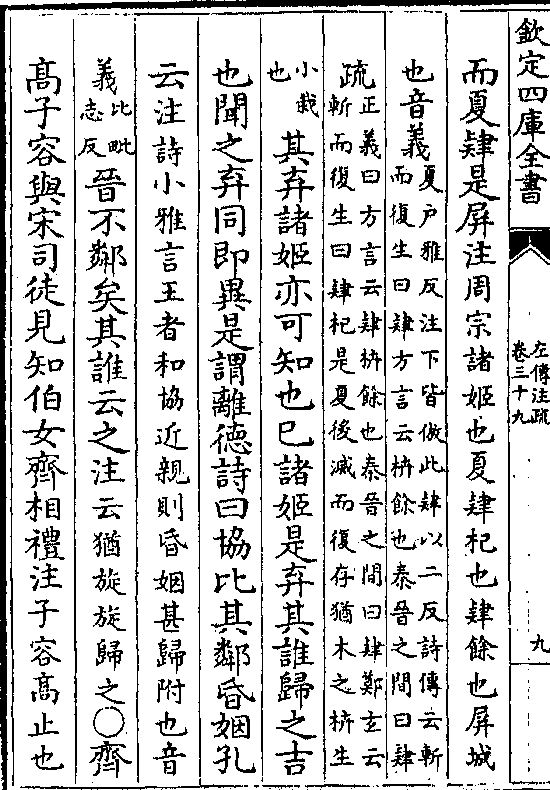 欽定四庫全書
左傳注疏
卷三十九
九
而夏肄是屏注周宗諸姬也夏肄杞也肄餘也屏城
也音義夏戶雅反注下皆倣此肄以二反詩傳云斬
而復生曰肄方言云枿餘也秦晉之間曰肄
疏正義曰方言云肄枿餘也秦晉之間曰肄鄭玄云
斬而復生曰肄杞是夏後滅而復存猶木之枿生
小栽
也
其弃諸姬亦可知也巳諸姬是弃其誰歸之吉
也聞之弃同即異是謂離德詩曰協比其鄰昏姻孔
云注詩小雅言王者和協近親則昏姻甚歸附也音
義比毗
志反
晉不鄰矣其誰云之注云猶旋旋歸之○齊
高子容與宋司徒見知伯女齊相禮注子容高止也